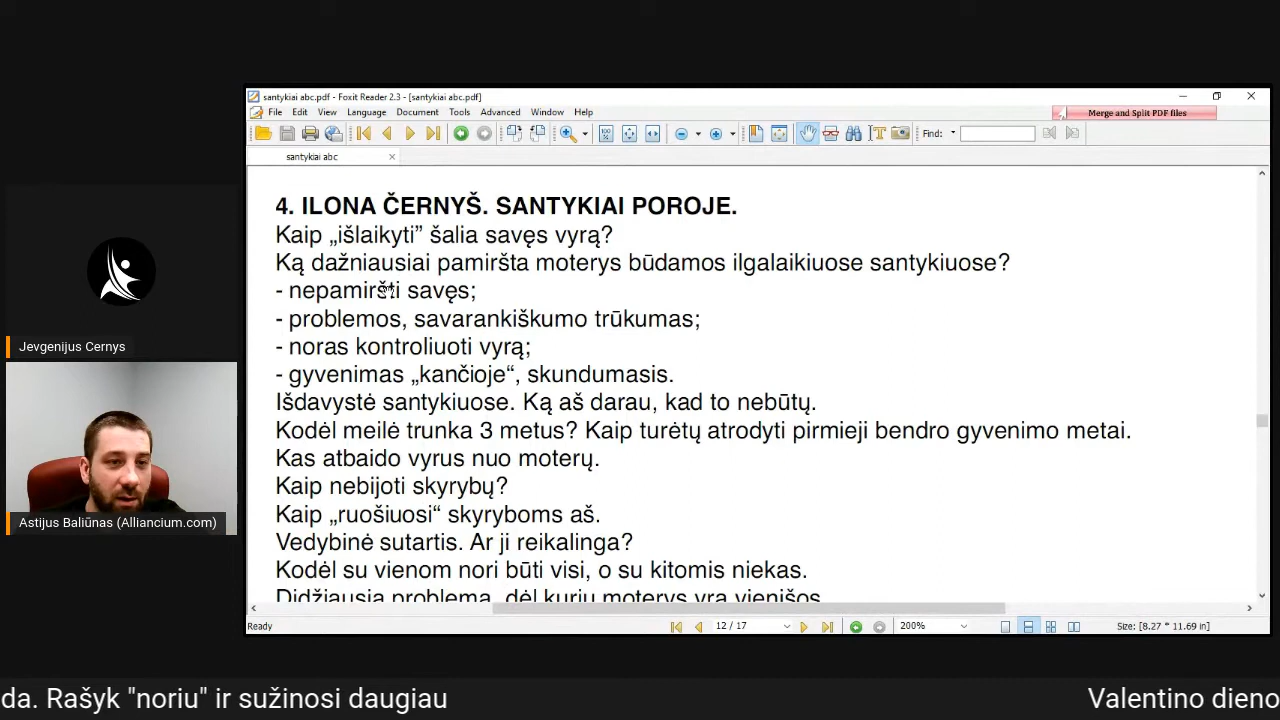 santykiai abc.pdf - Foxit Reader 2.3 - [santykiai abc.pdf]
File Edit View Language Document Tools Advanced Window Help
Merge and Split PDF files
Find:
santykiai abc
4. ILONA ČERNYŠ. SANTYKIAI POROJE.
Kaip „išlaikyti” šalia savęs vyrą?
Ką dažniausiai pamiršta moterys būdamos ilgalaikiuose santykiuose?
- nepamiršti savęs;
- problemos, savarankiškumo trūkumas;
- noras kontroliuoti vyrą;
- gyvenimas „kančioje“, skundumasis.
Išdavystė santykiuose. Ką aš darau, kad to nebūtų.
Kodėl meilė trunka 3 metus? Kaip turėtų atrodyti pirmieji bendro gyvenimo metai.
Kas atbaido vyrus nuo moterų.
Kaip nebijoti skyrybų?
Kaip „ruošiuosi“ skyryboms aš.
Vedybinė sutartis. Ar ji reikalinga?
Kodėl su vienom nori būti visi, o su kitomis niekas.
Didžiausia problema, dėl kurių moterys yra vienišos
Ready
12 / 17
200%
Size: [8.27 * 11.69 in]
Jevgenijus Cernys
Astijus Baliūnas (Alliancium.com)
da. Rašyk "noriu" ir sužinosi daugiau
Valentino dieno